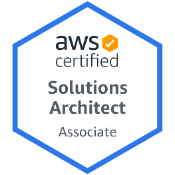 aws
certified
Solutions
Architect
Associate